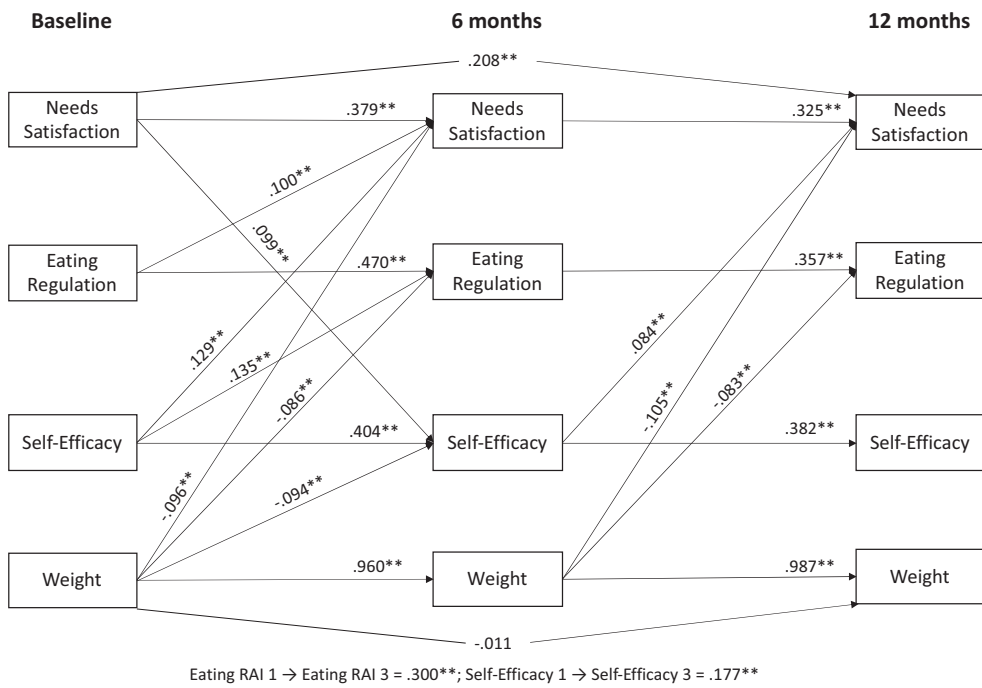 Baseline 6 months 12 months
.208**
Needs
Satisfaction
.379**
Needs
Satisfaction
.325**
Needs
Satisfaction
.100**
.099**
Eating
Regulation
.470**
Eating
Regulation
.357**
Eating
Regulation
.129**
.135**
-.086**
.084**
-.105**
-.083**
Self-Efficacy
.404**
Self-Efficacy
.382**
Self-Efficacy
-.096**
-.094**
Weight
.960**
Weight
.987**
Weight
-.011
Eating RAI 1 → Eating RAI 3 = .300**; Self-Efficacy 1 → Self-Efficacy 3 = .177**